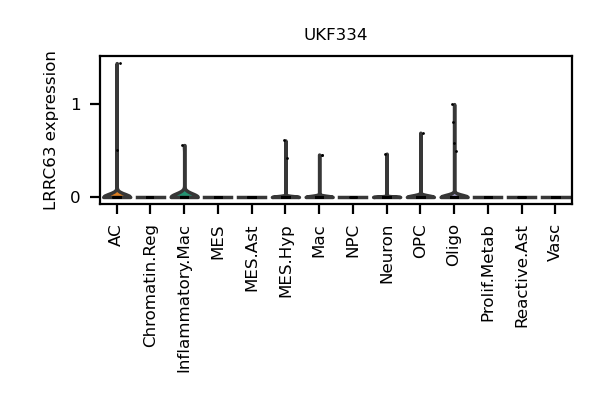 UKF334
LRRC63 expression
1
0
AC
Chromatin.Reg
Inflammatory.Mac
MES
MES.Ast
MES.Hyp
Mac
NPC
Neuron
OPC
Oligo
Prolif.Metab
Reactive.Ast
Vasc